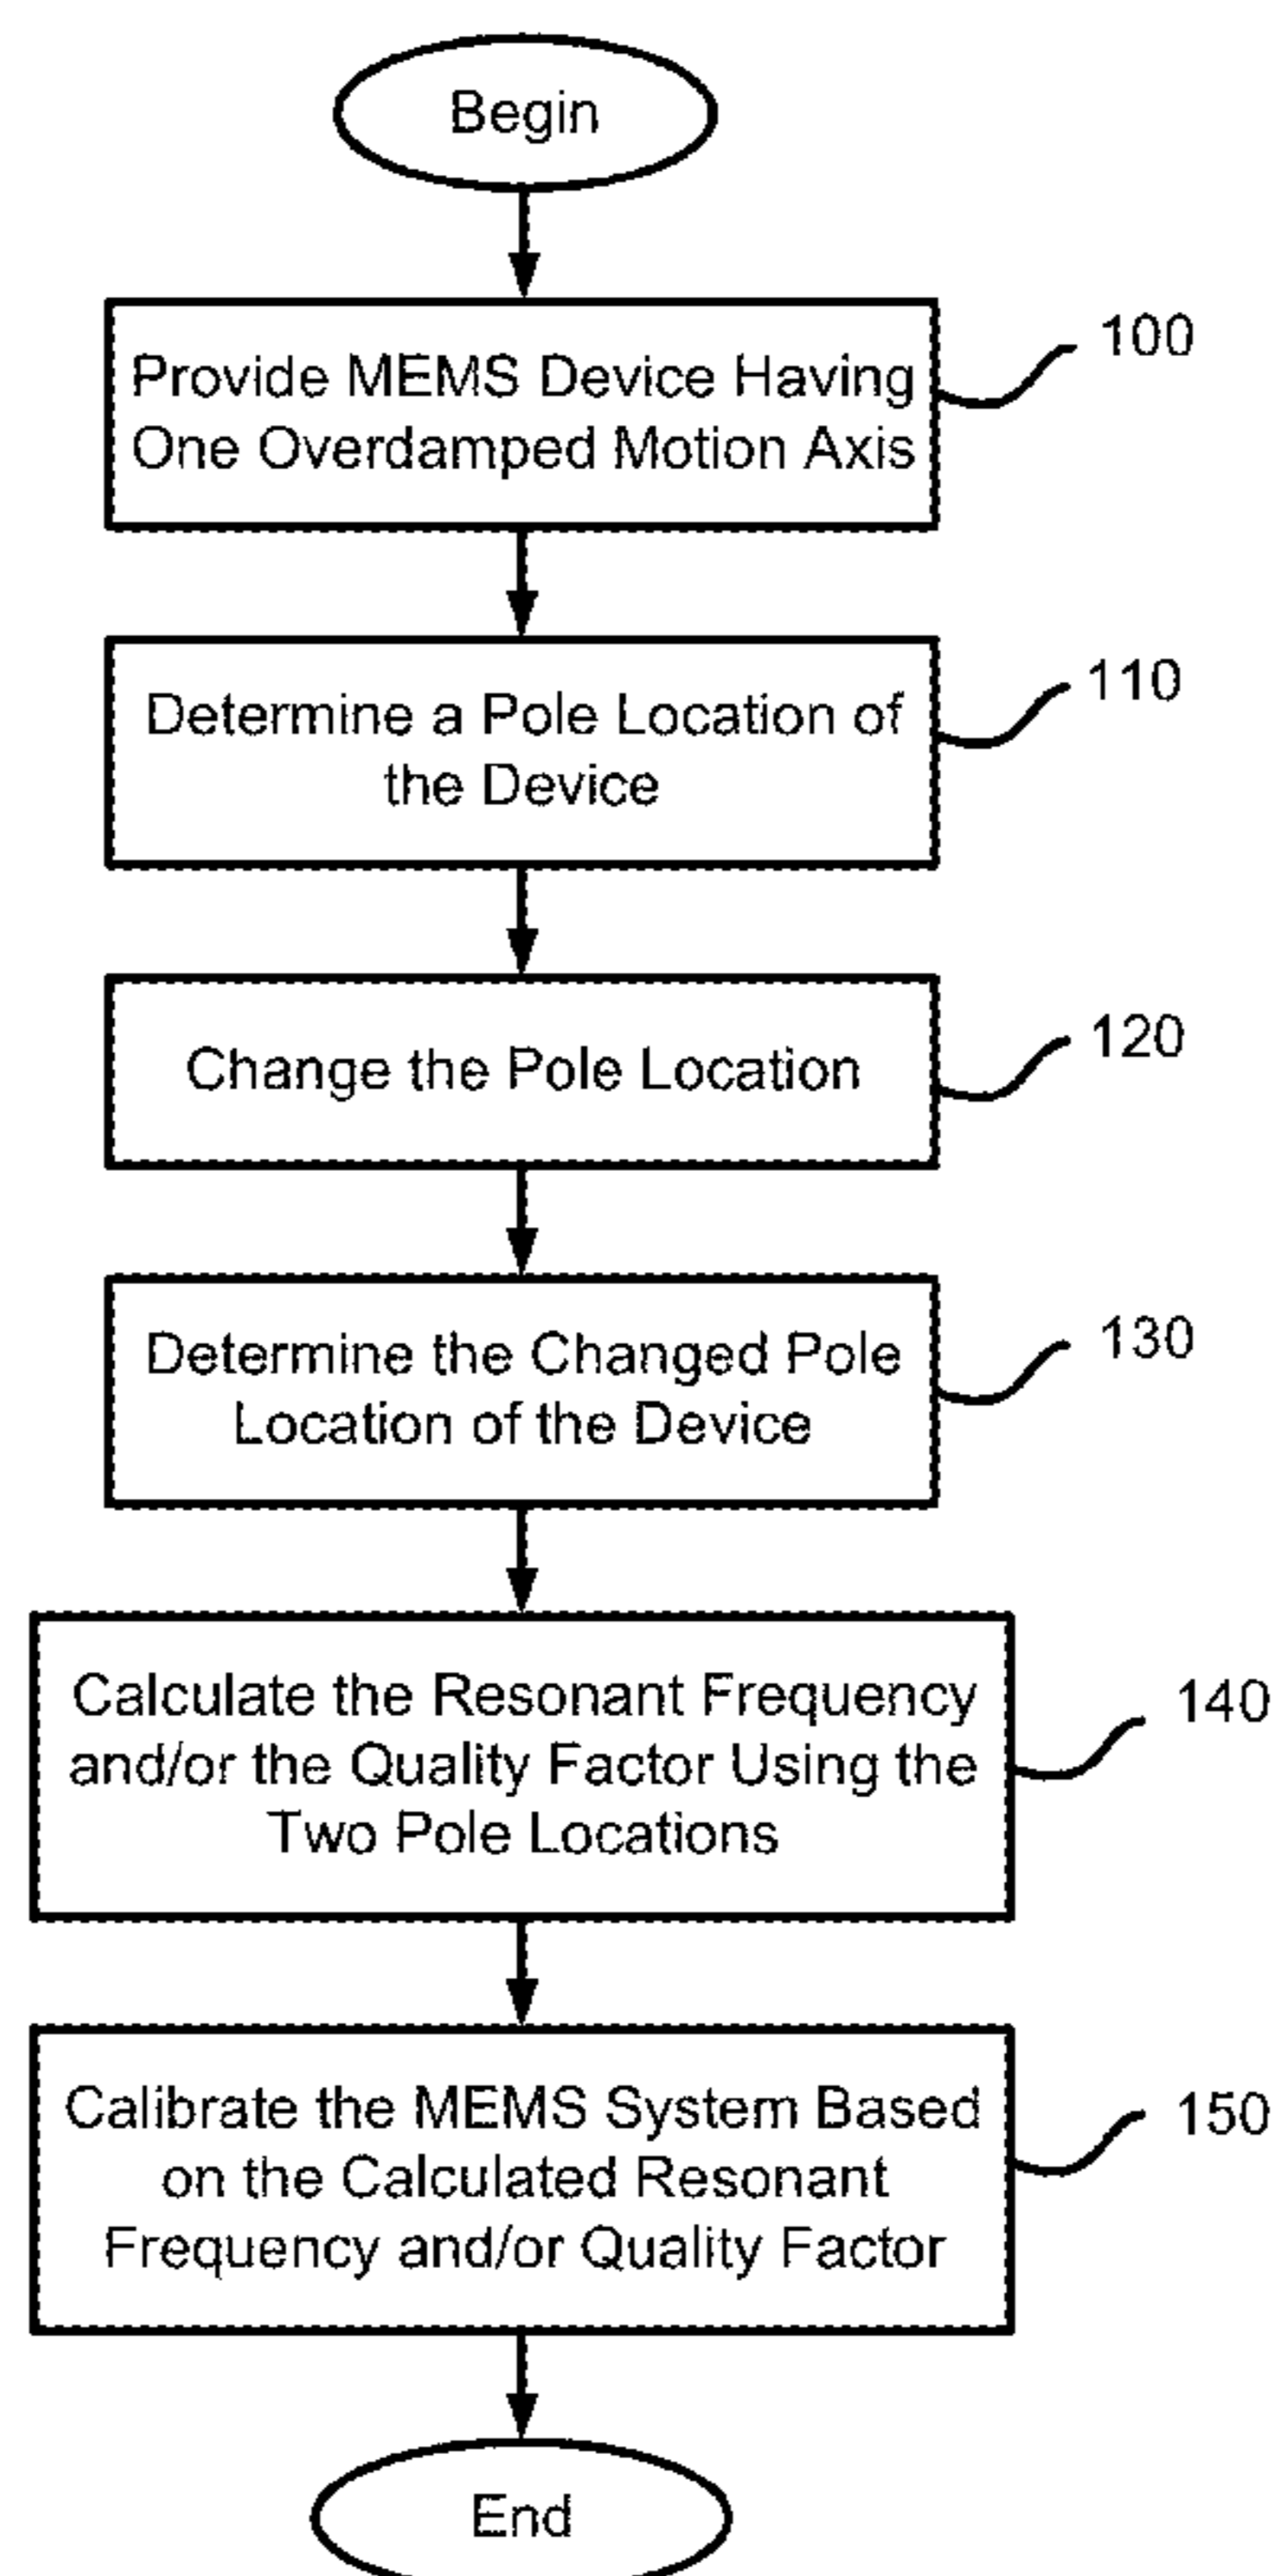 Begin
Provide MEMS Device Having
One Overdamped Motion Axis
100
Determine a Pole Location of
the Device
110
Change the Pole Location
120
Determine the Changed Pole
Location of the Device
130
Calculate the Resonant Frequency
and/or the Quality Factor Using the
Two Pole Locations
140
Calibrate the MEMS System Based
on the Calculated Resonant
Frequency and/or Quality Factor
150
End